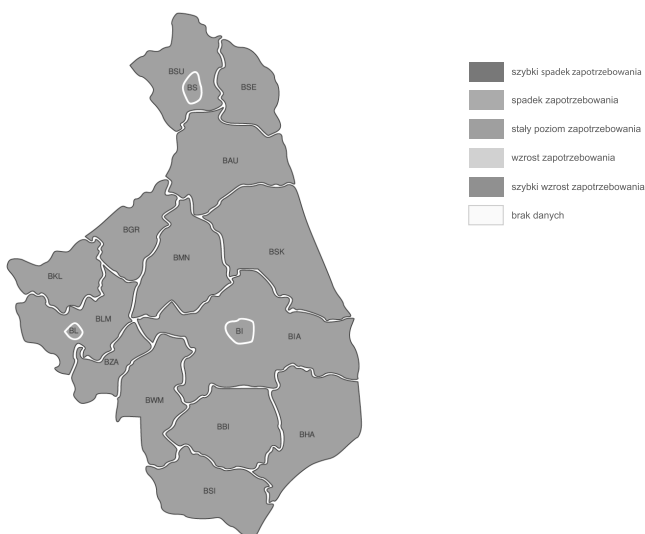 BSU
BS
BSE
BAU
BGR
BMN
BSK
BKL
BL
BLM
BI
BIA
BZA
BWM
BBI
BHA
BSI
szybki spadek zapotrzebowania
spadek zapotrzebowania
stały poziom zapotrzebowania
wzrost zapotrzebowania
szybki wzrost zapotrzebowania
brak danych